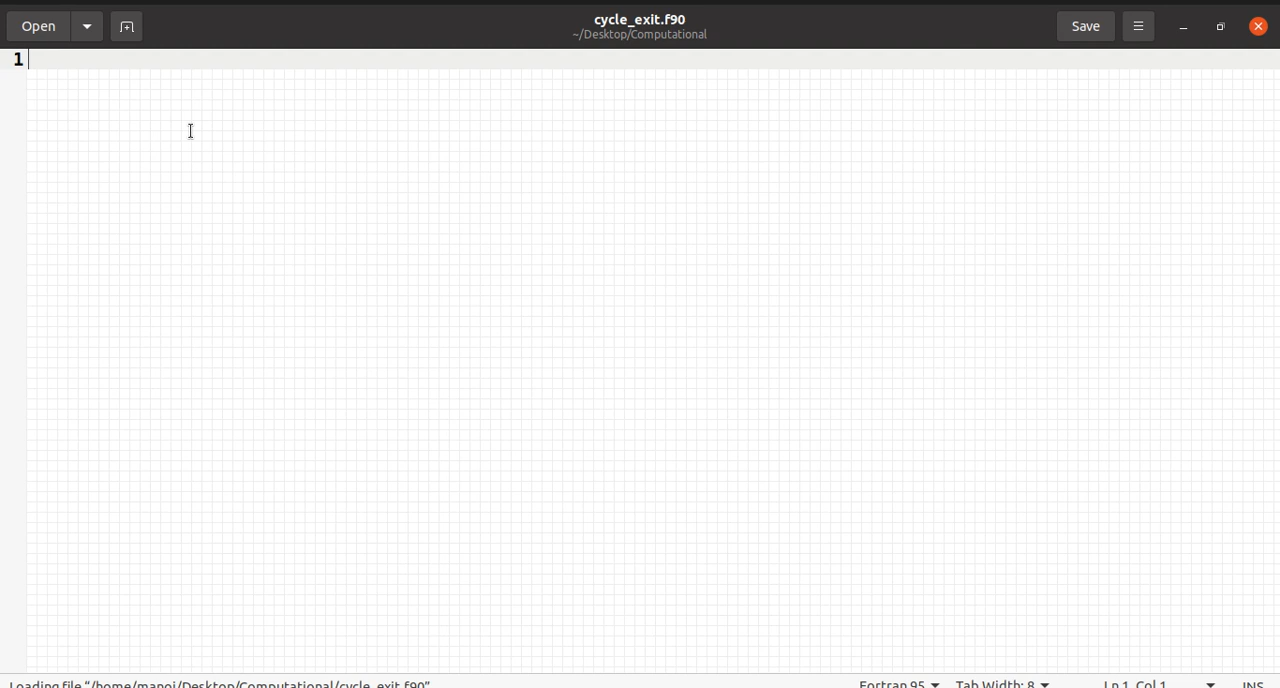 Open
cycle_exit.f90
~/Desktop/Computational
Save
1
Loading file “/home/manoj/Desktop/Computational/cycle_exit.f90”
Fortran 95
Tab Width: 8
Ln 1, Col 1
INS